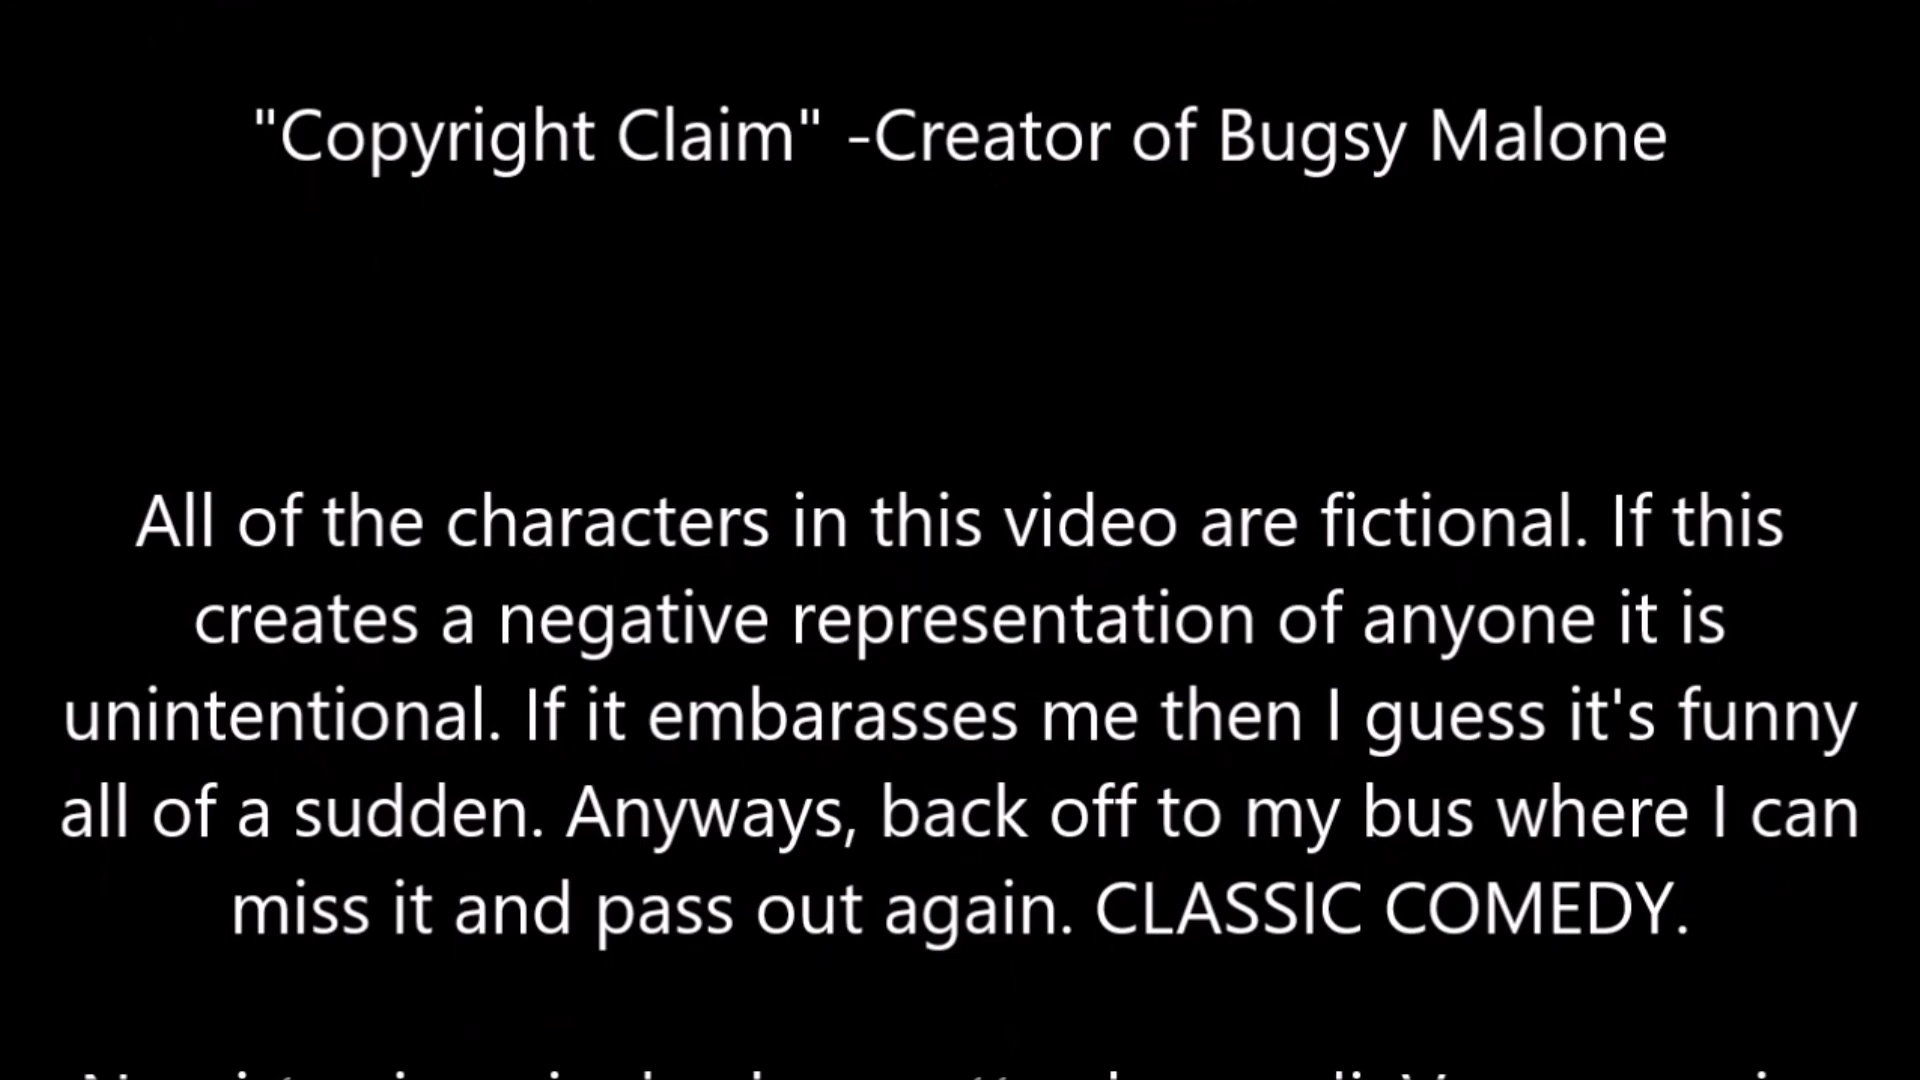 "Copyright Claim" -Creator of Bugsy Malone
All of the characters in this video are fictional. If this
creates a negative representation of anyone it is
unintentional. If it embarasses me then I guess it's funny
all of a sudden. Anyways, back off to my bus where I can
miss it and pass out again. CLASSIC COMEDY.